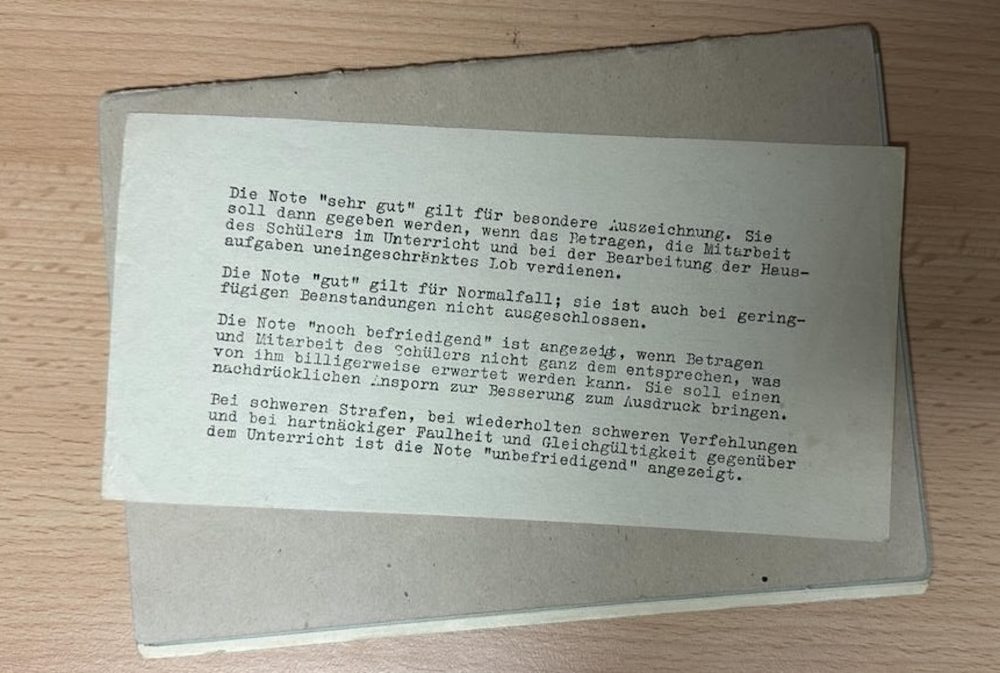 Die Note "sehr gut" gilt für besondere Auszeichnung. Sie
soll dann gegeben werden, wenn das Betragen, die Mitarbeit
des Schülers im Unterricht und bei der Bearbeitung der Haus-
aufgaben uneingeschränktes Lob verdienen.
Die Note "gut" gilt für Normalfall; sie ist auch bei gering-
fügigen Beenstandungen nicht ausgeschlossen.
Die Note "noch befriedigend" ist angezeigt, wenn Betragen
und Mitarbeit des Schülers nicht ganz dem entsprechen, was
von ihm billigerweise erwartet werden kann. Sie soll einen
nachdrücklichen Ansporn zur Besserung zum Ausdruck bringen.
Bei schweren Strafen, bei wiederholten schweren Verfehlungen
und bei hartnäckiger Faulheit und Gleichgültigkeit gegenüber
dem Unterricht ist die Note "unbefriedigend" angezeigt.